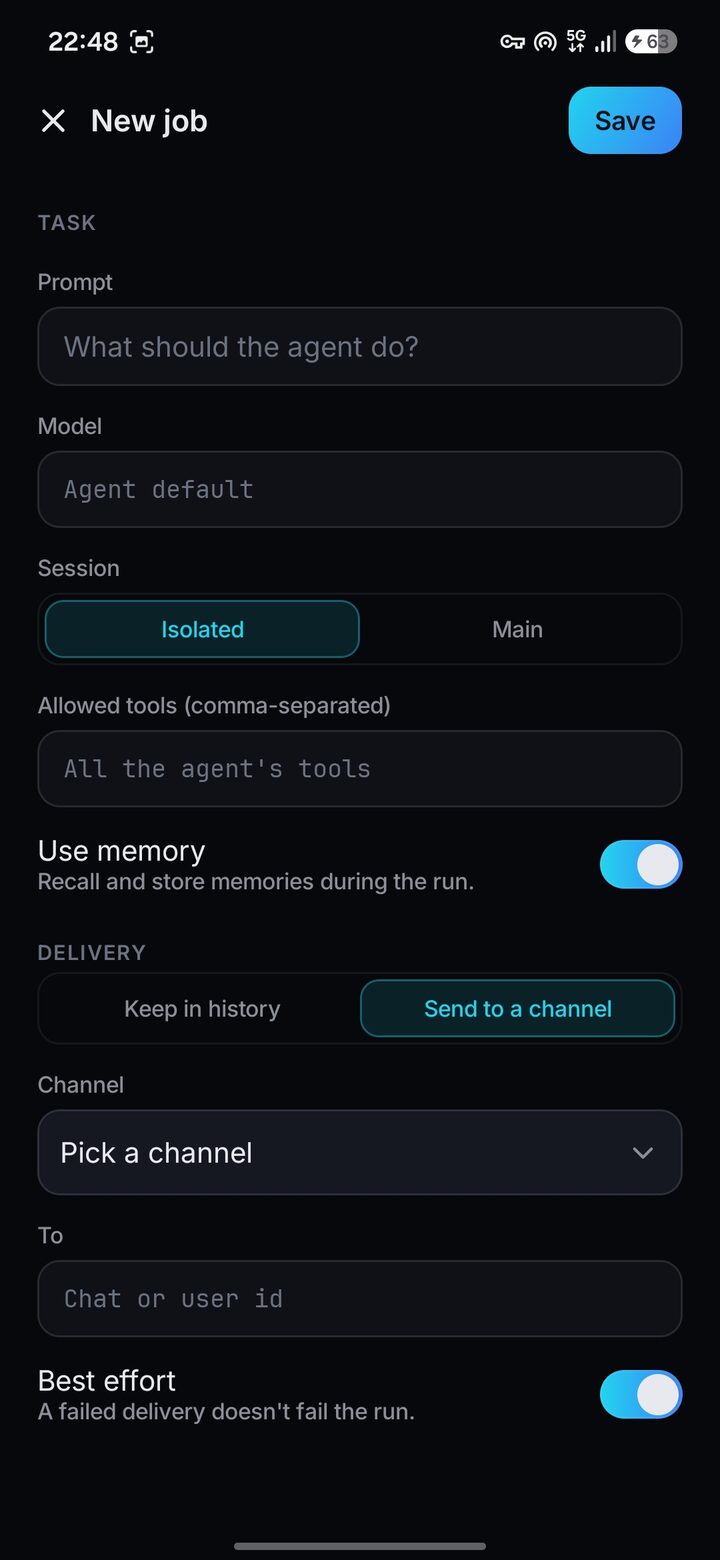 22:48
5G
63
New job
Save
TASK
Prompt
What should the agent do?
Model
Agent default
Session
Isolated
Main
Allowed tools (comma-separated)
All the agent's tools
Use memory
Recall and store memories during the run.
DELIVERY
Keep in history
Send to a channel
Channel
Pick a channel
To
Chat or user id
Best effort
A failed delivery doesn't fail the run.